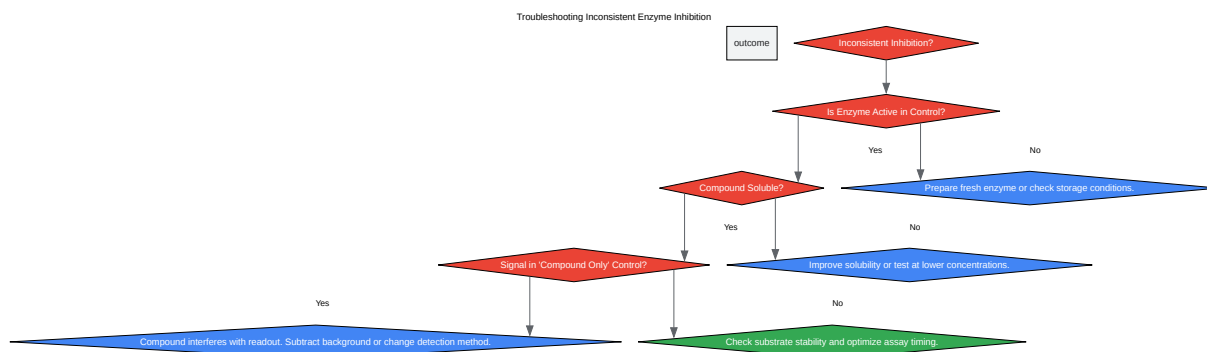 Troubleshooting Inconsistent Enzyme Inhibition
outcome
Inconsistent Inhibition?
Is Enzyme Active in Control?
Yes
No
Compound Soluble?
Prepare fresh enzyme or check storage conditions.
Yes
No
Signal in 'Compound Only' Control?
Improve solubility or test at lower concentrations.
Yes
No
Compound interferes with readout. Subtract background or change detection method.
Check substrate stability and optimize assay timing.